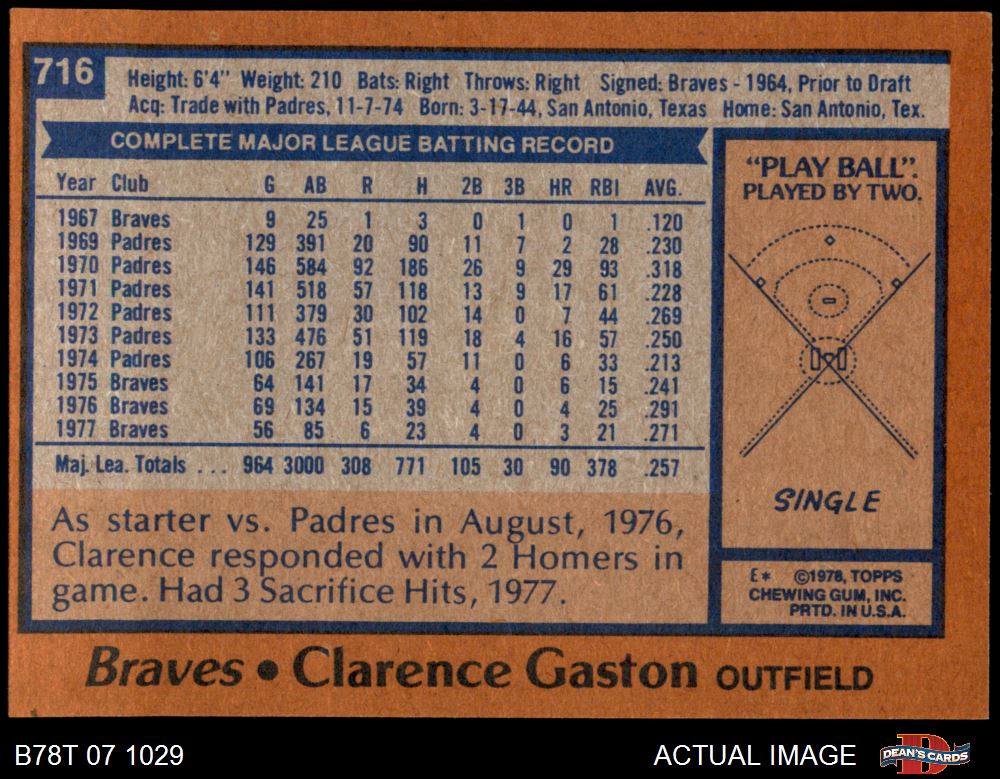 716
Height: 6'4" Weight: 210 Bats: Right Throws: Right Signed: Braves - 1964, Prior to Draft
Acq: Trade with Padres, 11-7-74 Born: 3-17-44, San Antonio, Texas Home: San Antonio, Tex.
COMPLETE MAJOR LEAGUE BATTING RECORD
Year Club G AB R H 2B 3B HR RBI AVG.
1967 Braves 9 25 1 3 0 1 0 1 .120
1969 Padres 129 391 20 90 11 7 2 28 .230
1970 Padres 146 584 92 186 26 9 29 93 .318
1971 Padres 141 518 57 118 13 9 17 61 .228
1972 Padres 111 379 30 102 14 0 7 44 .269
1973 Padres 133 476 51 119 18 4 16 57 .250
1974 Padres 106 267 19 57 11 0 6 33 .213
1975 Braves 64 141 17 34 4 0 6 15 .241
1976 Braves 69 134 15 39 4 0 4 25 .291
1977 Braves 56 85 6 23 4 0 3 21 .271
Maj. Lea. Totals ... 964 3000 308 771 105 30 90 378 .257
As starter vs. Padres in August, 1976,
Clarence responded with 2 Homers in
game. Had 3 Sacrifice Hits, 1977.
"PLAY BALL".
PLAYED BY TWO.
SINGLE
E* ©1978, TOPPS
CHEWING GUM, INC.
PRTD. IN U.S.A.
Braves • Clarence Gaston OUTFIELD
B78T 07 1029
ACTUAL IMAGE
DEAN'S CARDS